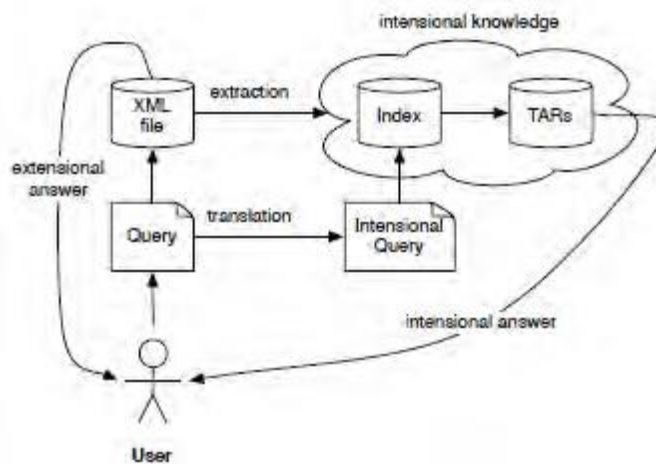 intensional knowledge
XML
file
extraction
Index
TARs
extensional
answer
Query
translation
Intensional
Query
intensional answer
User